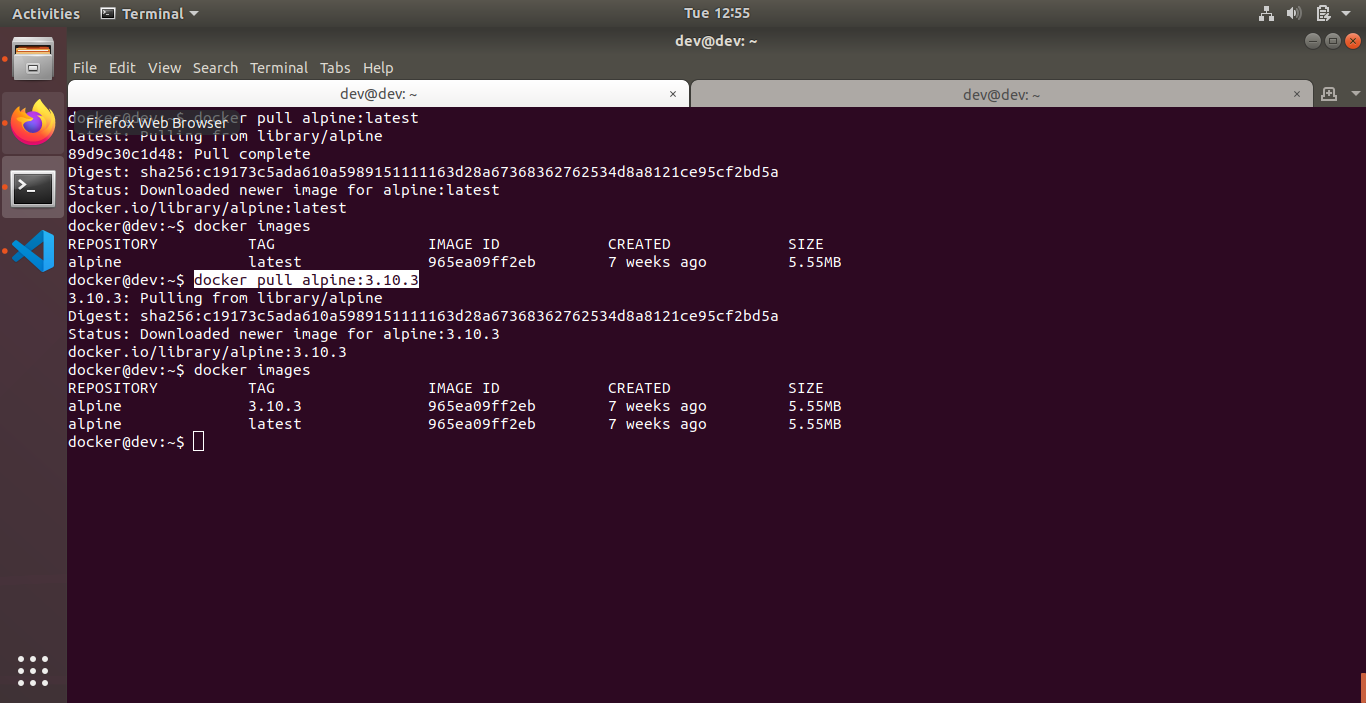 Activities Terminal Tue 12:55
dev@dev: ~
File Edit View Search Terminal Tabs Help
dev@dev: ~ × dev@dev: ~ ×
docker@dev:~$ docker pull alpine:latest
Firefox Web Browser
latest: Pulling from library/alpine
89d9c30c1d48: Pull complete
Digest: sha256:c19173c5ada610a5989151111163d28a67368362762534d8a8121ce95cf2bd5a
Status: Downloaded newer image for alpine:latest
docker.io/library/alpine:latest
docker@dev:~$ docker images
REPOSITORY TAG IMAGE ID CREATED SIZE
alpine latest 965ea09ff2eb 7 weeks ago 5.55MB
docker@dev:~$ docker pull alpine:3.10.3
3.10.3: Pulling from library/alpine
Digest: sha256:c19173c5ada610a5989151111163d28a67368362762534d8a8121ce95cf2bd5a
Status: Downloaded newer image for alpine:3.10.3
docker.io/library/alpine:3.10.3
docker@dev:~$ docker images
REPOSITORY TAG IMAGE ID CREATED SIZE
alpine 3.10.3 965ea09ff2eb 7 weeks ago 5.55MB
alpine latest 965ea09ff2eb 7 weeks ago 5.55MB
docker@dev:~$